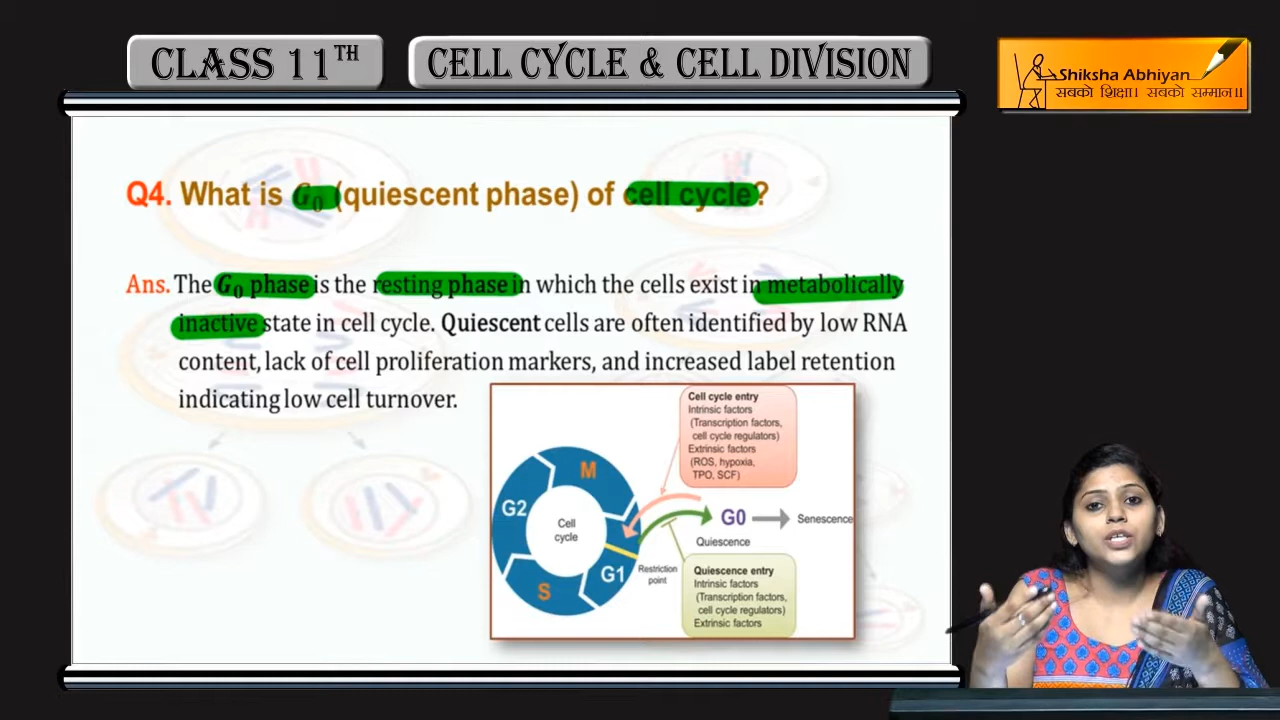 CLASS 11TH
CELL CYCLE & CELL DIVISION
Shiksha Abhiyan
सबको शिक्षा। सबको सम्मान॥
Q4. What is G0 (quiescent phase) of cell cycle?
Ans. The G0 phase is the resting phase in which the cells exist in metabolically
inactive state in cell cycle. Quiescent cells are often identified by low RNA
content, lack of cell proliferation markers, and increased label retention
indicating low cell turnover.
Cell cycle entry
Intrinsic factors
(Transcription factors,
cell cycle regulators)
Extrinsic factors
(ROS, hypoxia,
TPO, SCF)
M
G2
Cell
cycle
G1
S
G0
Senescence
Quiescence
Restriction
point
Quiescence entry
Intrinsic factors
(Transcription factors,
cell cycle regulators)
Extrinsic factors